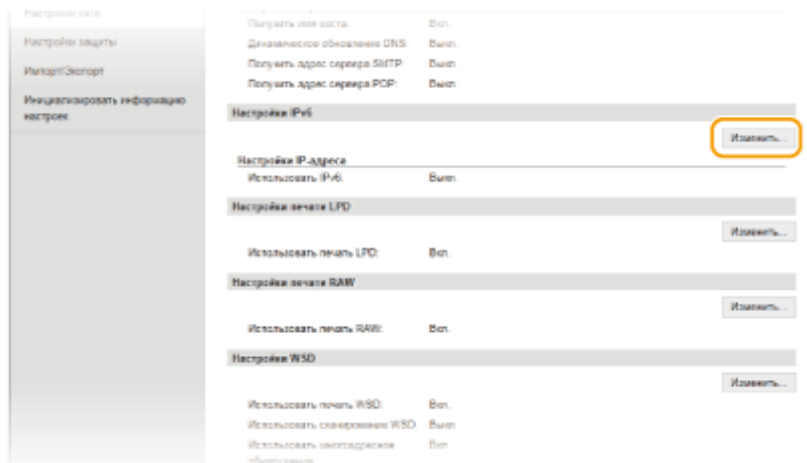 Настройки сети
Настройки защиты
Импорт/Экспорт
Инициализировать информацию
настроек
Получить имя хоста: Вкл.
Динамическое обновление DNS: Выкл.
Получить адрес сервера SMTP: Выкл.
Получить адрес сервера POP: Выкл.
Настройки IPv6
Изменить...
Настройки IP-адреса
Использовать IPv6: Выкл.
Настройки печати LPD
Изменить...
Использовать печать LPD: Вкл.
Настройки печати RAW
Изменить...
Использовать печать RAW: Вкл.
Настройки WSD
Изменить...
Использовать печать WSD: Вкл.
Использовать сканирование WSD: Выкл.
Использовать многоадресное Вкл.